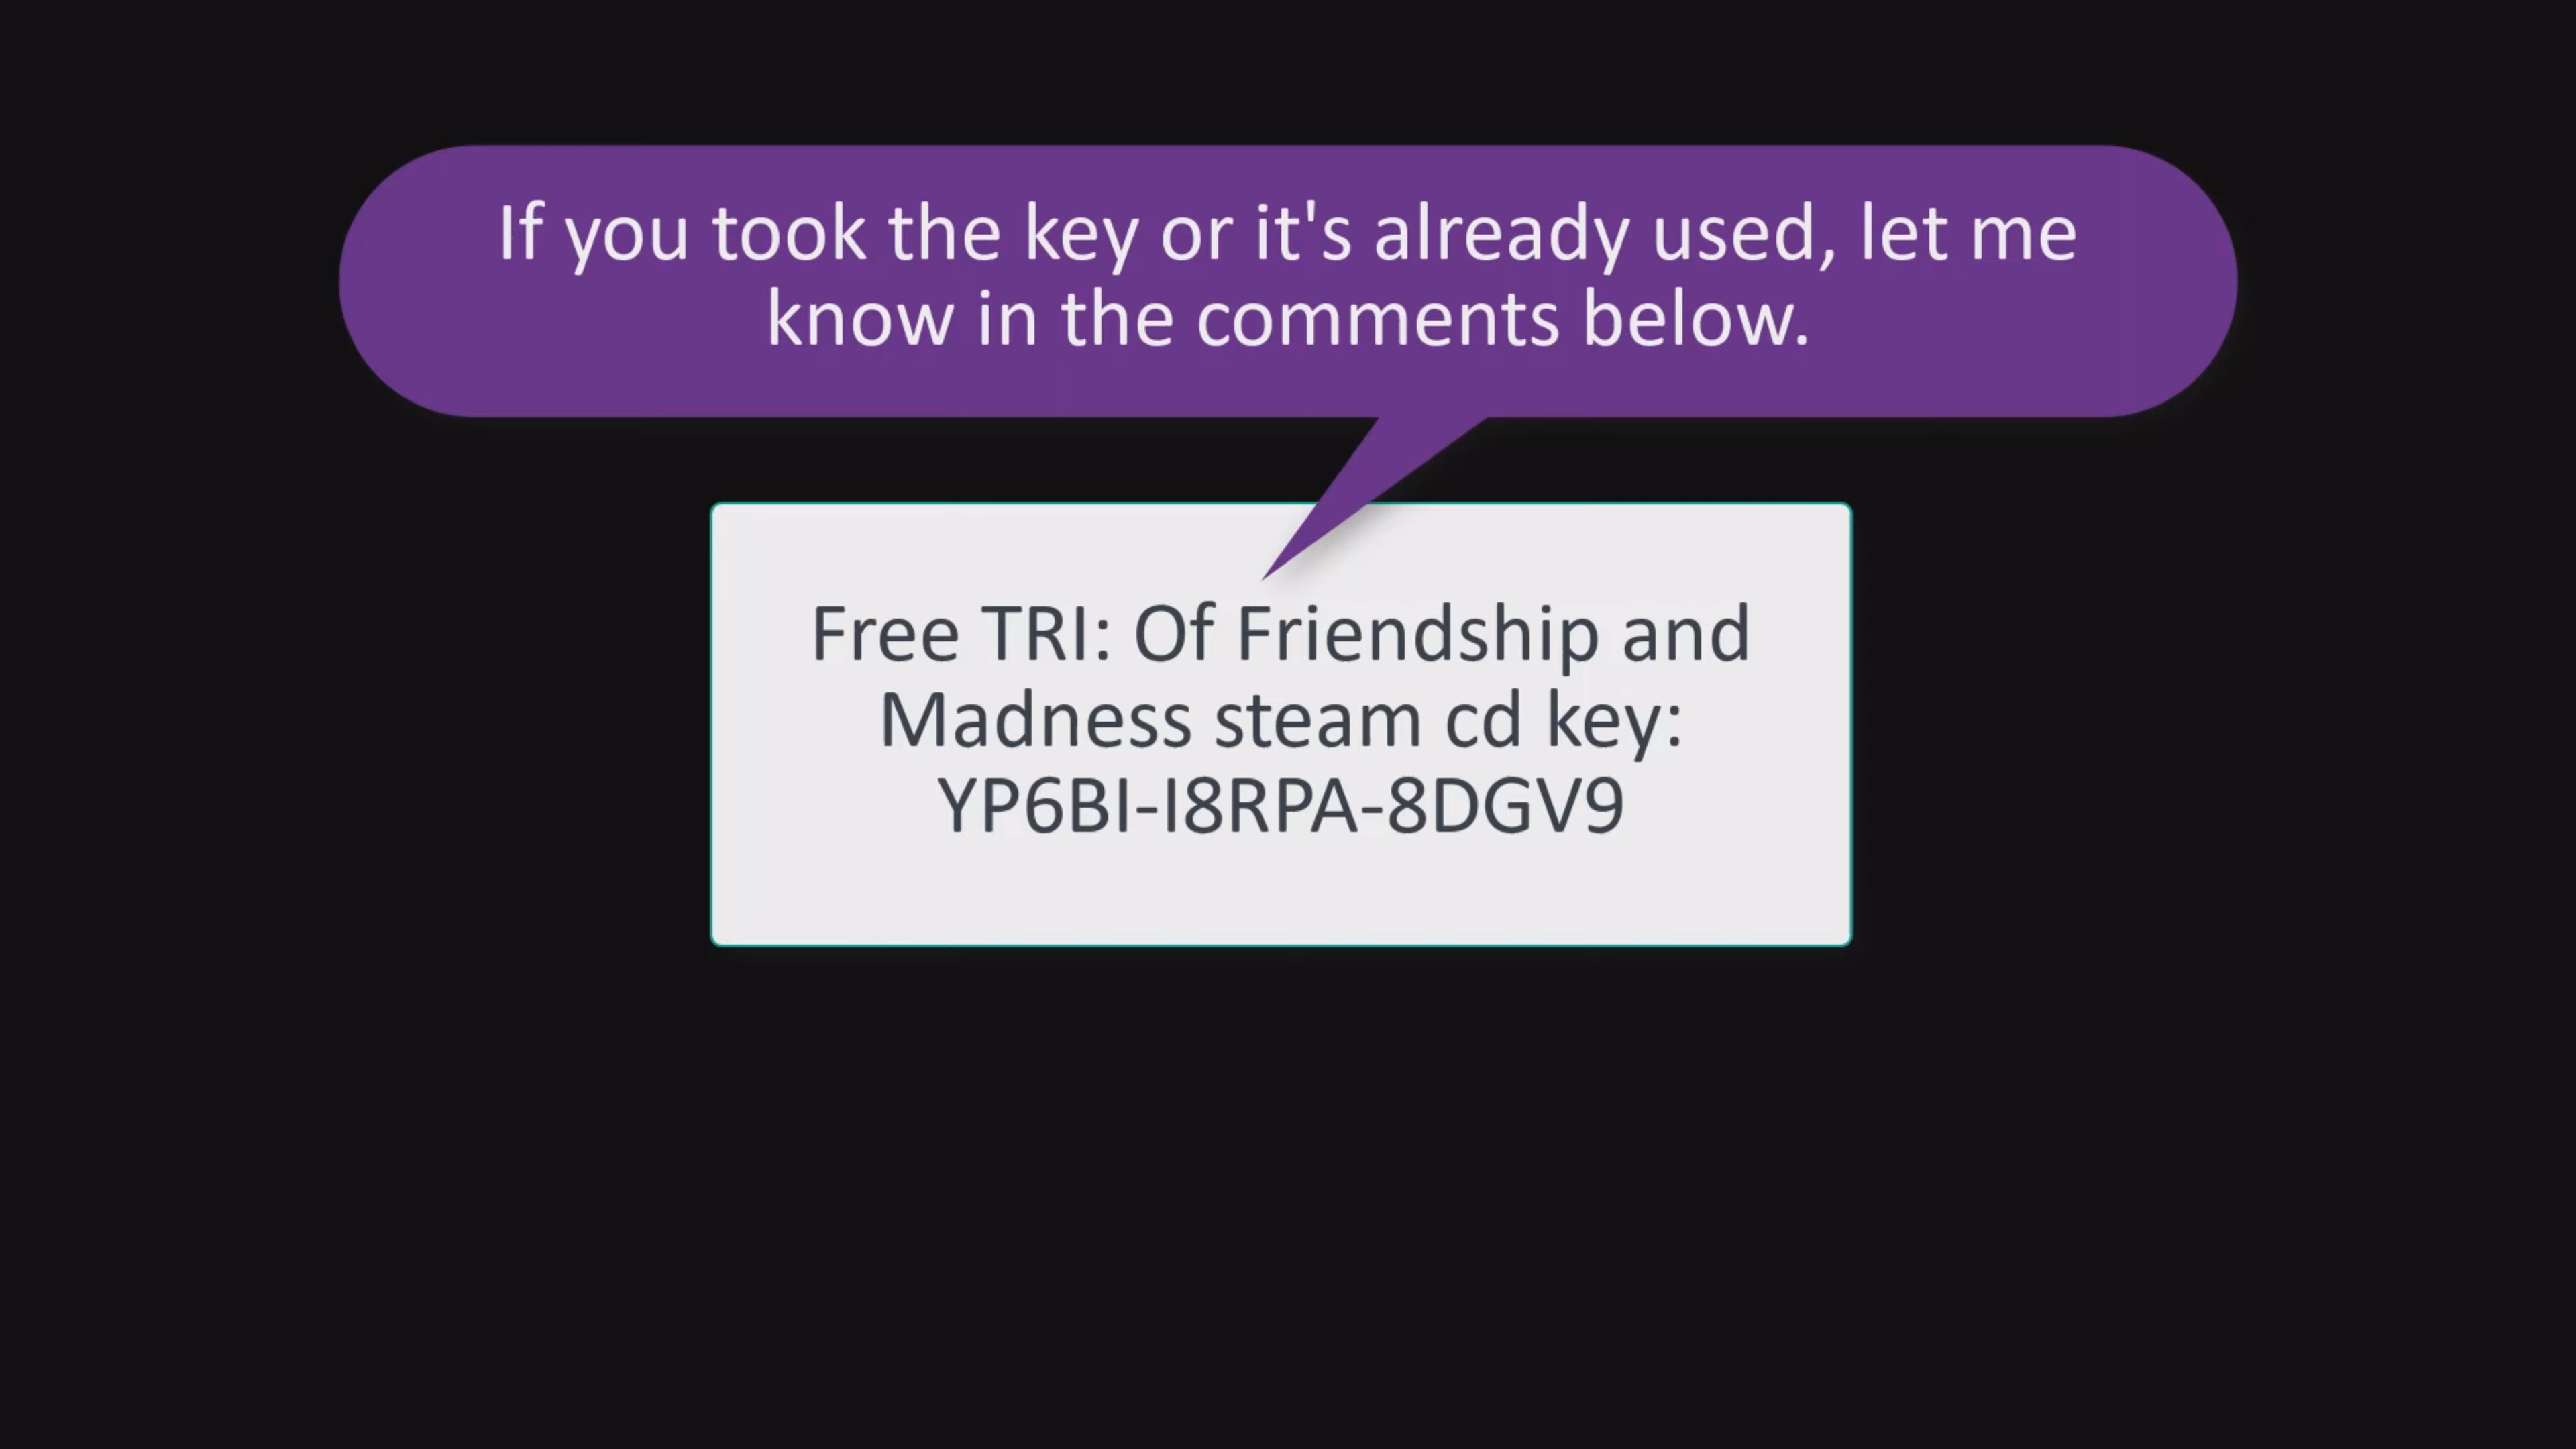 If you took the key or it's already used, let me
know in the comments below.
Free TRI: Of Friendship and
Madness steam cd key:
YP6BI-I8RPA-8DGV9